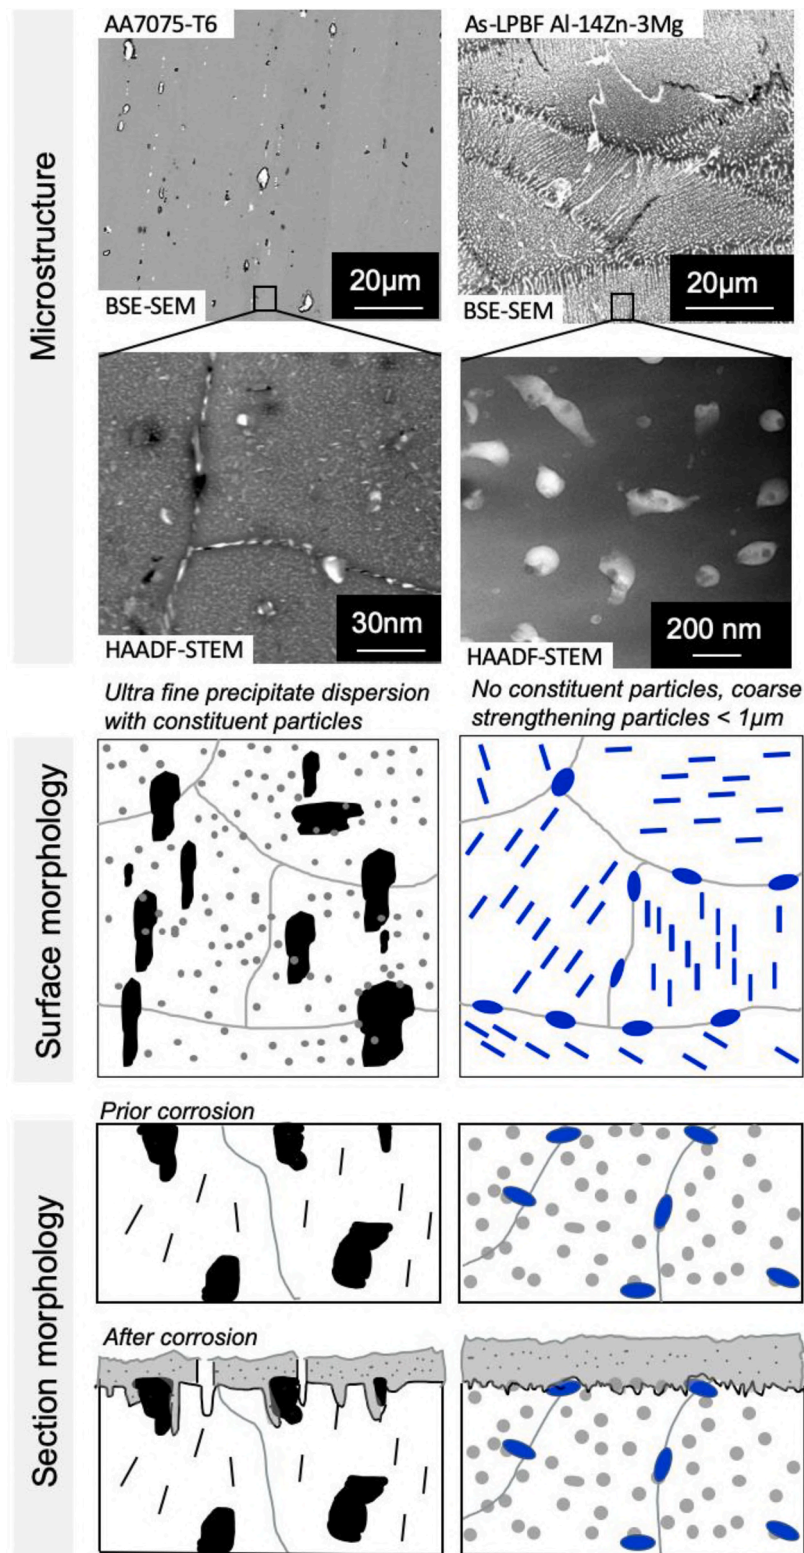 AA7075-T6
As-LPBF Al-14Zn-3Mg
Microstructure
20µm
BSE-SEM
20µm
BSE-SEM
30nm
HAADF-STEM
200 nm
HAADF-STEM
Ultra fine precipitate dispersion
with constituent particles
No constituent particles, coarse
strengthening particles < 1µm
Surface morphology
Section morphology
Prior corrosion
After corrosion